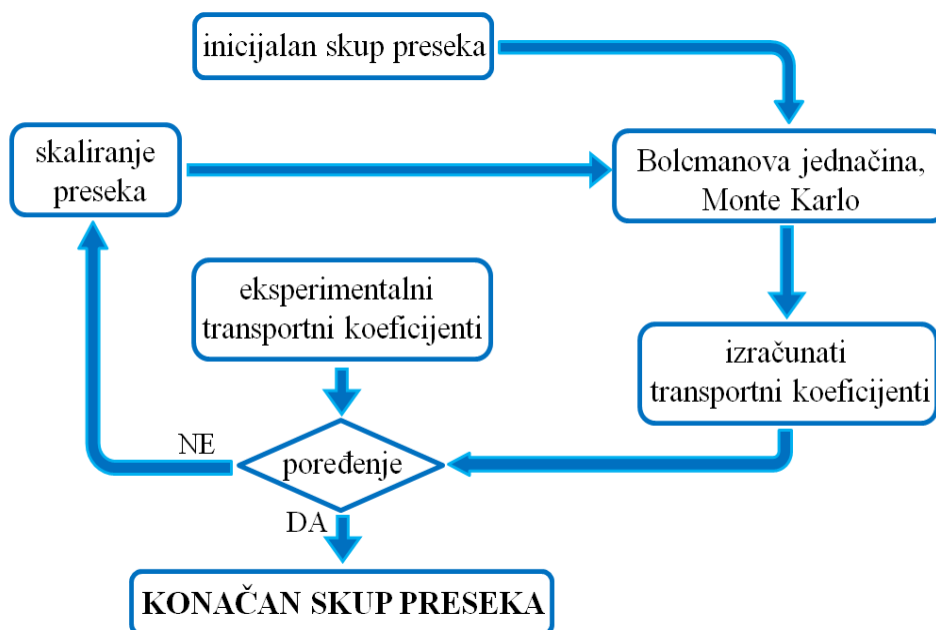 inicijalan skup preseka
skaliranje
preseka
Bolcmanova jednačina,
Monte Karlo
eksperimentalni
transportni koeficijenti
izračunati
transportni koeficijenti
NE
poređenje
DA
KONAČAN SKUP PRESEKA